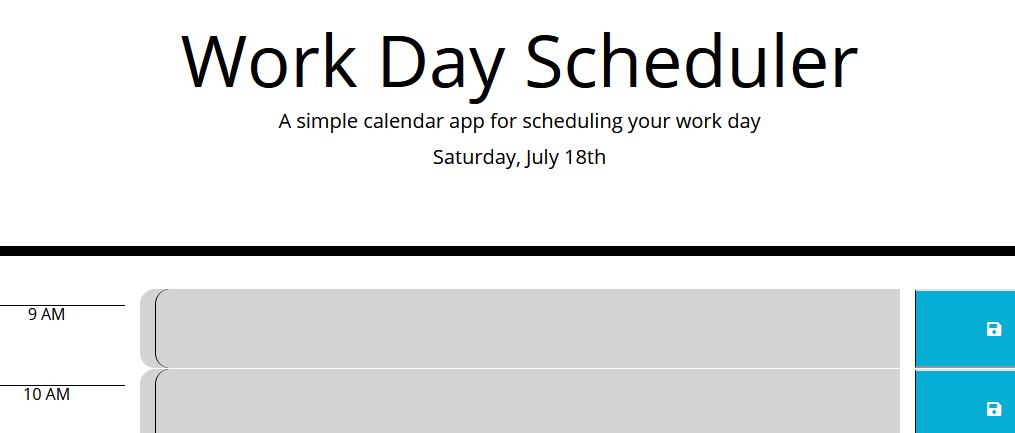 Work Day Scheduler
A simple calendar app for scheduling your work day
Saturday, July 18th
9 AM
10 AM